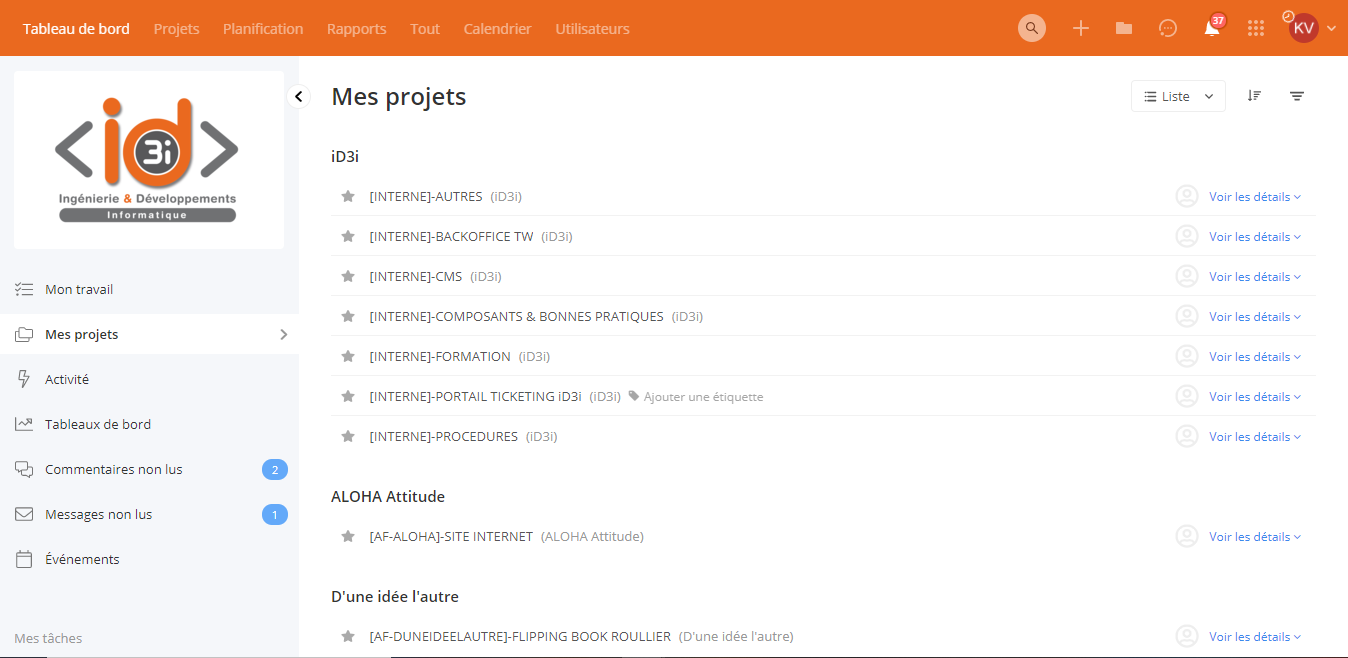 Tableau de bord Projets Planification Rapports Tout Calendrier Utilisateurs 37 KV
id 3i
Ingénierie & Développements
Informatique
Mon travail
Mes projets
Activité
Tableaux de bord
Commentaires non lus 2
Messages non lus 1
Événements
Mes tâches
Mes projets Liste
iD3i
[INTERNE]-AUTRES (iD3i) Voir les détails
[INTERNE]-BACKOFFICE TW (iD3i) Voir les détails
[INTERNE]-CMS (iD3i) Voir les détails
[INTERNE]-COMPOSANTS & BONNES PRATIQUES (iD3i) Voir les détails
[INTERNE]-FORMATION (iD3i) Voir les détails
[INTERNE]-PORTAIL TICKETING iD3i (iD3i) Ajouter une étiquette Voir les détails
[INTERNE]-PROCEDURES (iD3i) Voir les détails
ALOHA Attitude
[AF-ALOHA]-SITE INTERNET (ALOHA Attitude) Voir les détails
D'une idée l'autre
[AF-DUNEIDEELAUTRE]-FLIPPING BOOK ROULLIER (D'une idée l'autre) Voir les détails